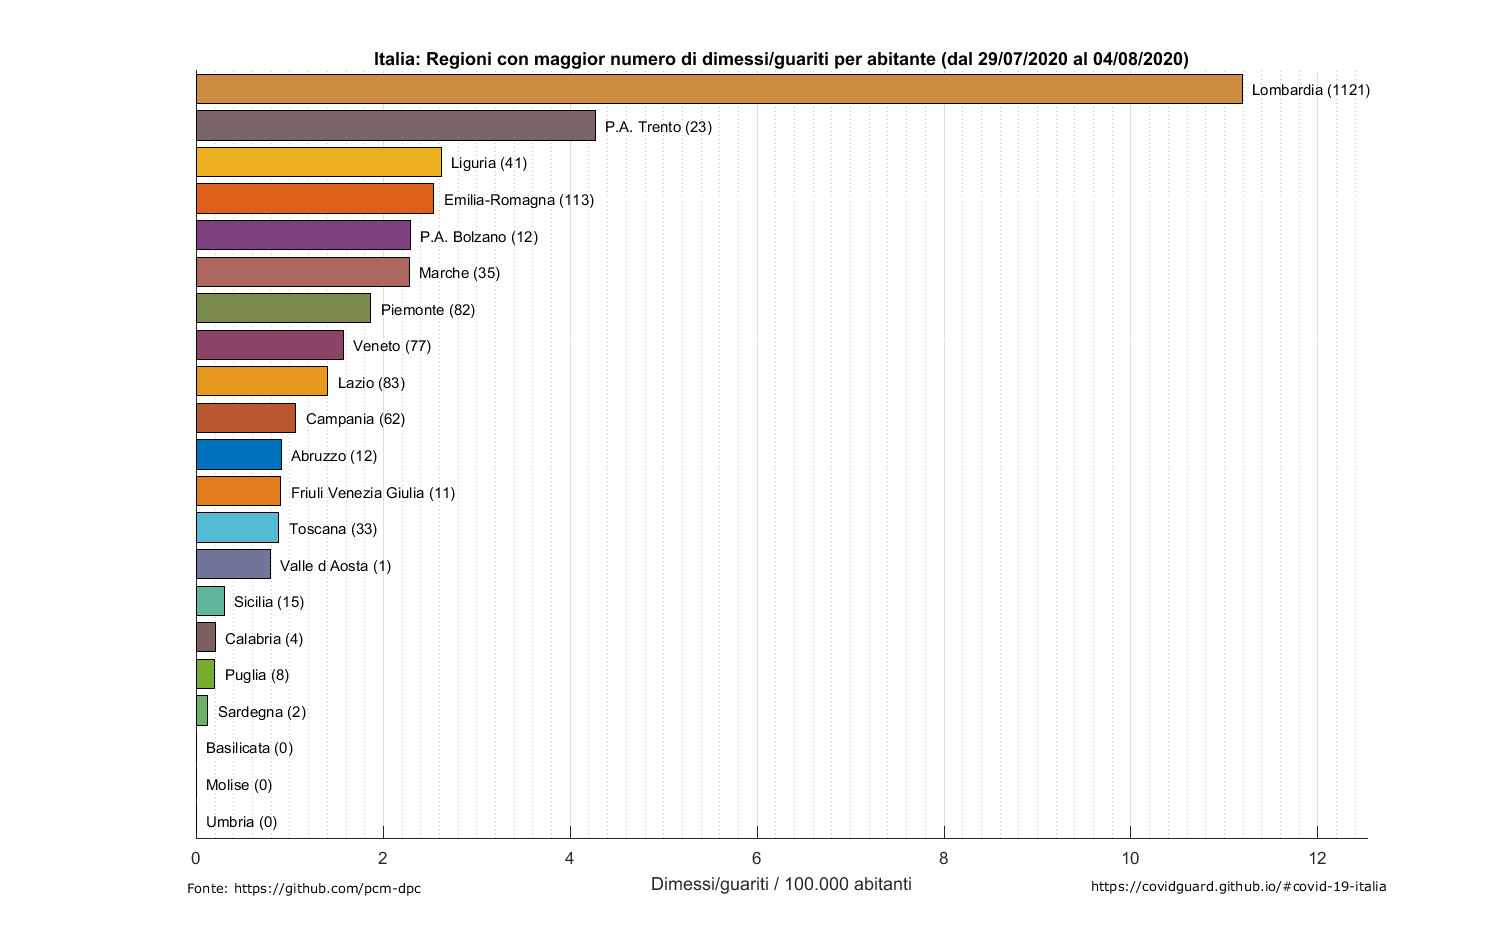 Italia: Regioni con maggior numero di dimessi/guariti per abitante (dal 29/07/2020 al 04/08/2020)
Lombardia (1121)
P.A. Trento (23)
Liguria (41)
Emilia-Romagna (113)
P.A. Bolzano (12)
Marche (35)
Piemonte (82)
Veneto (77)
Lazio (83)
Campania (62)
Abruzzo (12)
Friuli Venezia Giulia (11)
Toscana (33)
Valle d Aosta (1)
Sicilia (15)
Calabria (4)
Puglia (8)
Sardegna (2)
Basilicata (0)
Molise (0)
Umbria (0)
0 2 4 6 8 10 12
Dimessi/guariti / 100.000 abitanti
Fonte: https://github.com/pcm-dpc
https://covidguard.github.io/#covid-19-italia